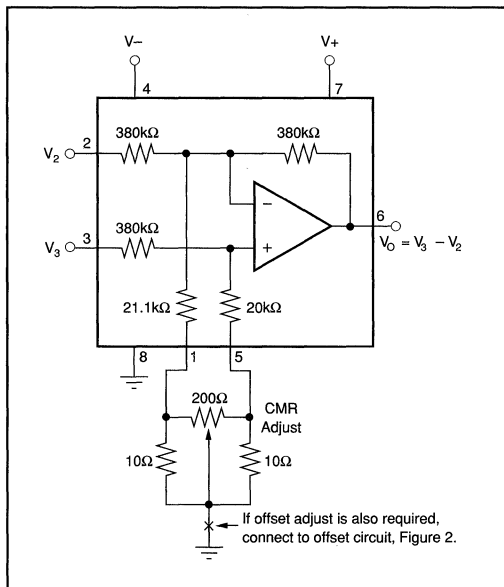 V– V+
4 7
380kΩ 380kΩ
2
V2
–
6
3 380kΩ
V3
+
VO = V3 – V2
21.1kΩ 20kΩ
8 1 5
200Ω CMR
Adjust
10Ω 10Ω
If offset adjust is also required,
connect to offset circuit, Figure 2.